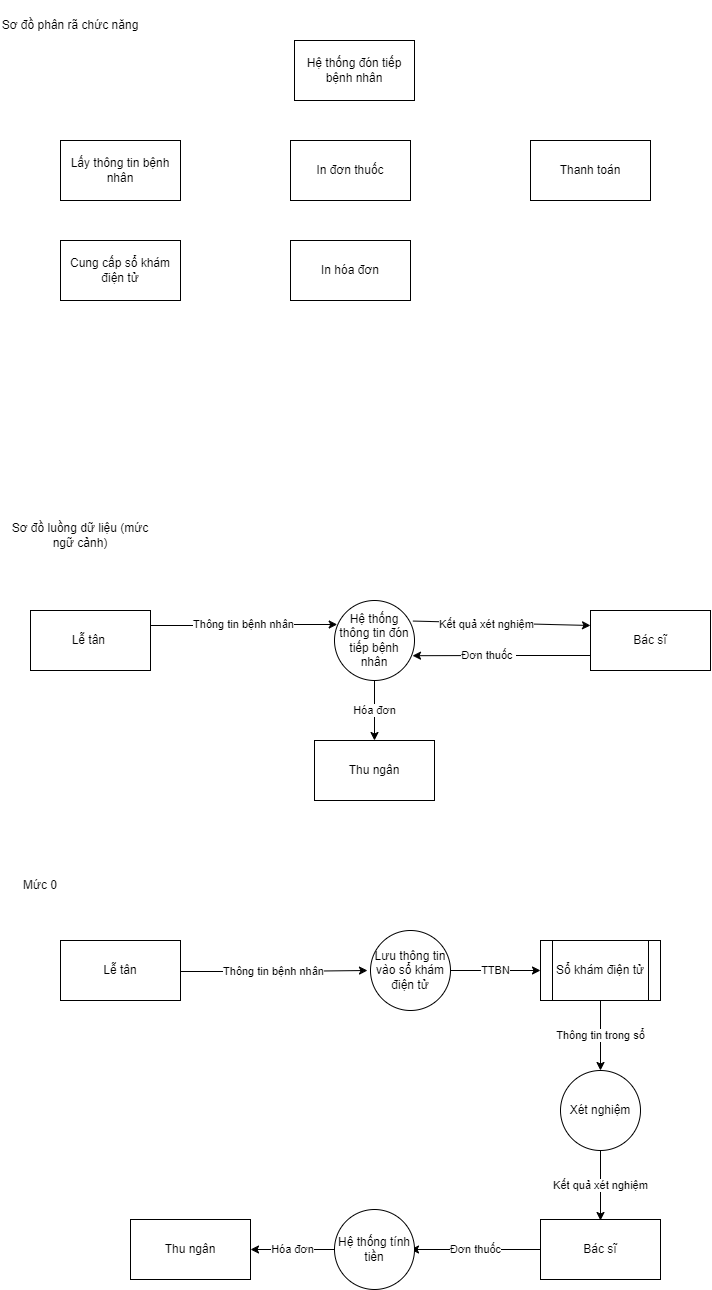 Sơ đồ phân rã chức năng
Hệ thống đón tiếp
bệnh nhân
Lấy thông tin bệnh
nhân
In đơn thuốc
Thanh toán
Cung cấp sổ khám
điện tử
In hóa đơn
Sơ đồ luồng dữ liệu (mức
ngữ cảnh)
Lễ tân
Thông tin bệnh nhân
Hệ thống
thông tin đón
tiếp bệnh
nhân
Kết quả xét nghiệm
Đơn thuốc
Bác sĩ
Hóa đơn
Thu ngân
Mức 0
Lễ tân
Thông tin bệnh nhân
Lưu thông tin
vào sổ khám
điện tử
TTBN
Sổ khám điện tử
Thông tin trong sổ
Xét nghiệm
Kết quả xét nghiệm
Thu ngân
Hóa đơn
Hệ thống tính
tiền
Đơn thuốc
Bác sĩ